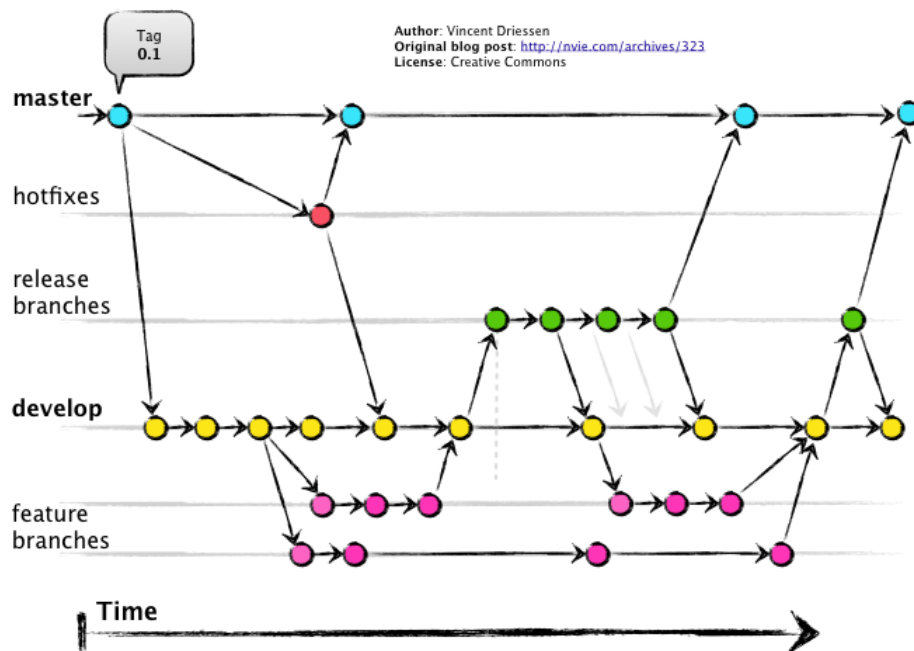 Tag
0.1
Author: Vincent Driessen
Original blog post: http://nvie.com/archives/323
License: Creative Commons
master
hotfixes
release
branches
develop
feature
branches
Time